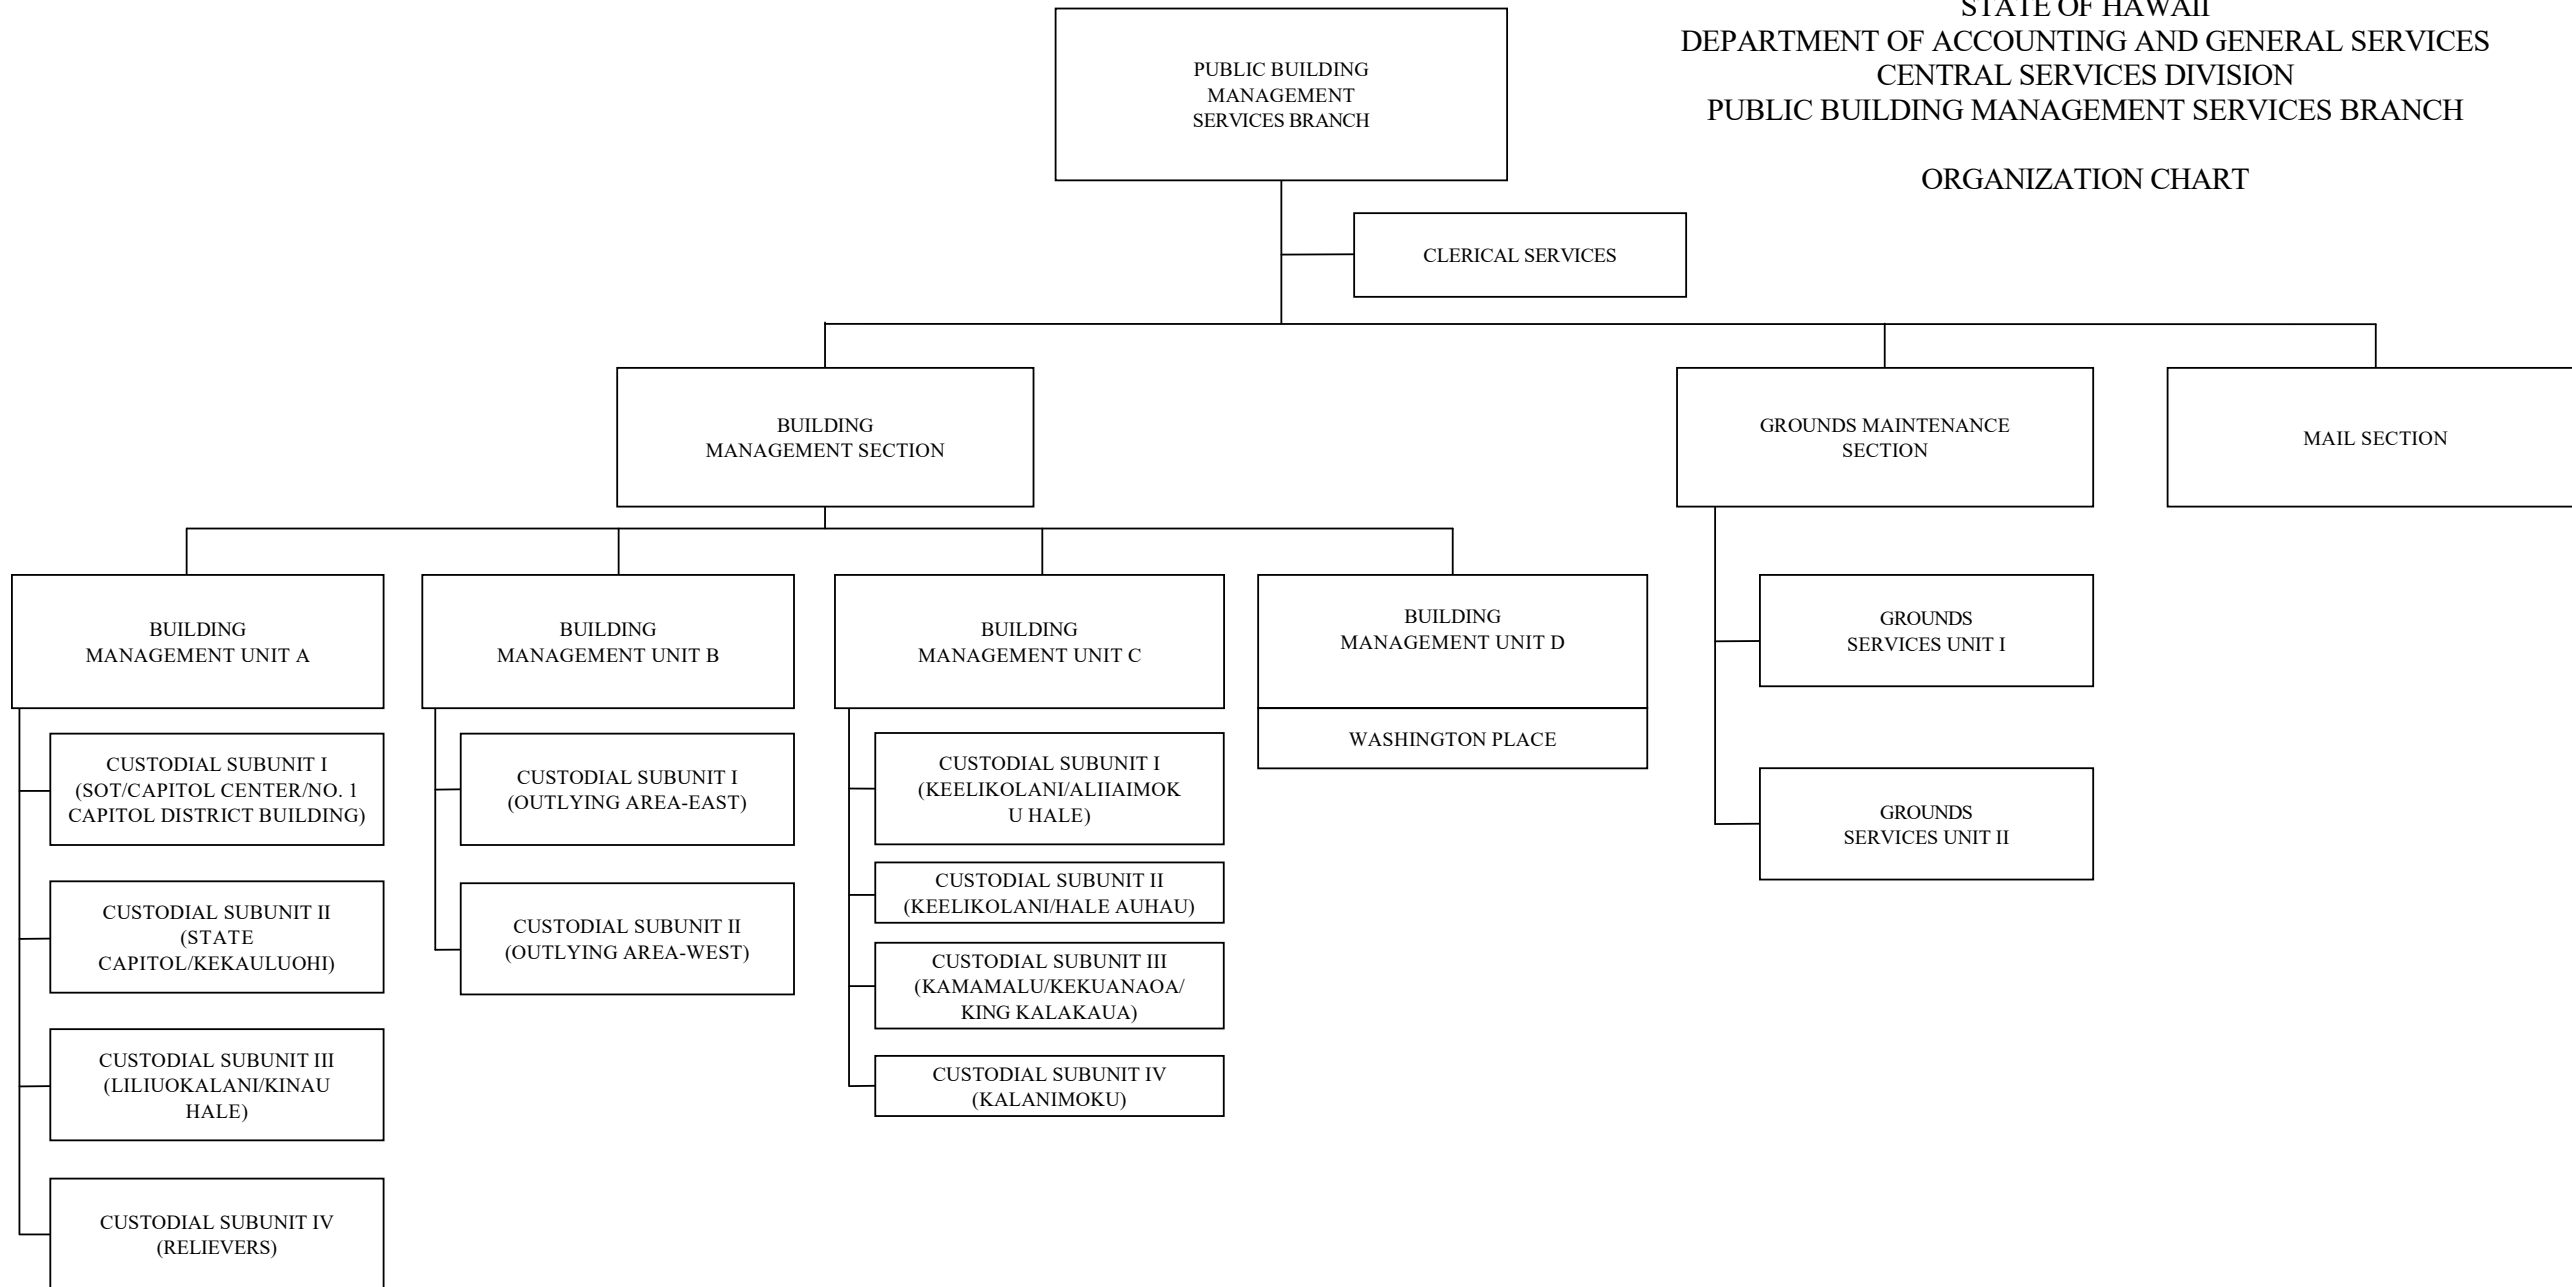 STATE OF HAWAII
DEPARTMENT OF ACCOUNTING AND GENERAL SERVICES
CENTRAL SERVICES DIVISION
PUBLIC BUILDING MANAGEMENT SERVICES BRANCH
ORGANIZATION CHART
PUBLIC BUILDING
MANAGEMENT
SERVICES BRANCH
CLERICAL SERVICES
BUILDING
MANAGEMENT SECTION
GROUNDS MAINTENANCE
SECTION
MAIL SECTION
BUILDING
MANAGEMENT UNIT A
CUSTODIAL SUBUNIT I
(SOT/CAPITOL CENTER/NO. 1
CAPITOL DISTRICT BUILDING)
CUSTODIAL SUBUNIT II
(STATE
CAPITOL/KEKAULUOHI)
CUSTODIAL SUBUNIT III
(LILIUOKALANI/KINAU
HALE)
CUSTODIAL SUBUNIT IV
(RELIEVERS)
BUILDING
MANAGEMENT UNIT B
CUSTODIAL SUBUNIT I
(OUTLYING AREA-EAST)
CUSTODIAL SUBUNIT II
(OUTLYING AREA-WEST)
BUILDING
MANAGEMENT UNIT C
CUSTODIAL SUBUNIT I
(KEELIKOLANI/ALIIAIMOK
U HALE)
CUSTODIAL SUBUNIT II
(KEELIKOLANI/HALE AUHAU)
CUSTODIAL SUBUNIT III
(KAMAMALU/KEKUANAOA/
KING KALAKAUA)
CUSTODIAL SUBUNIT IV
(KALANIMOKU)
BUILDING
MANAGEMENT UNIT D
WASHINGTON PLACE
GROUNDS
SERVICES UNIT I
GROUNDS
SERVICES UNIT II